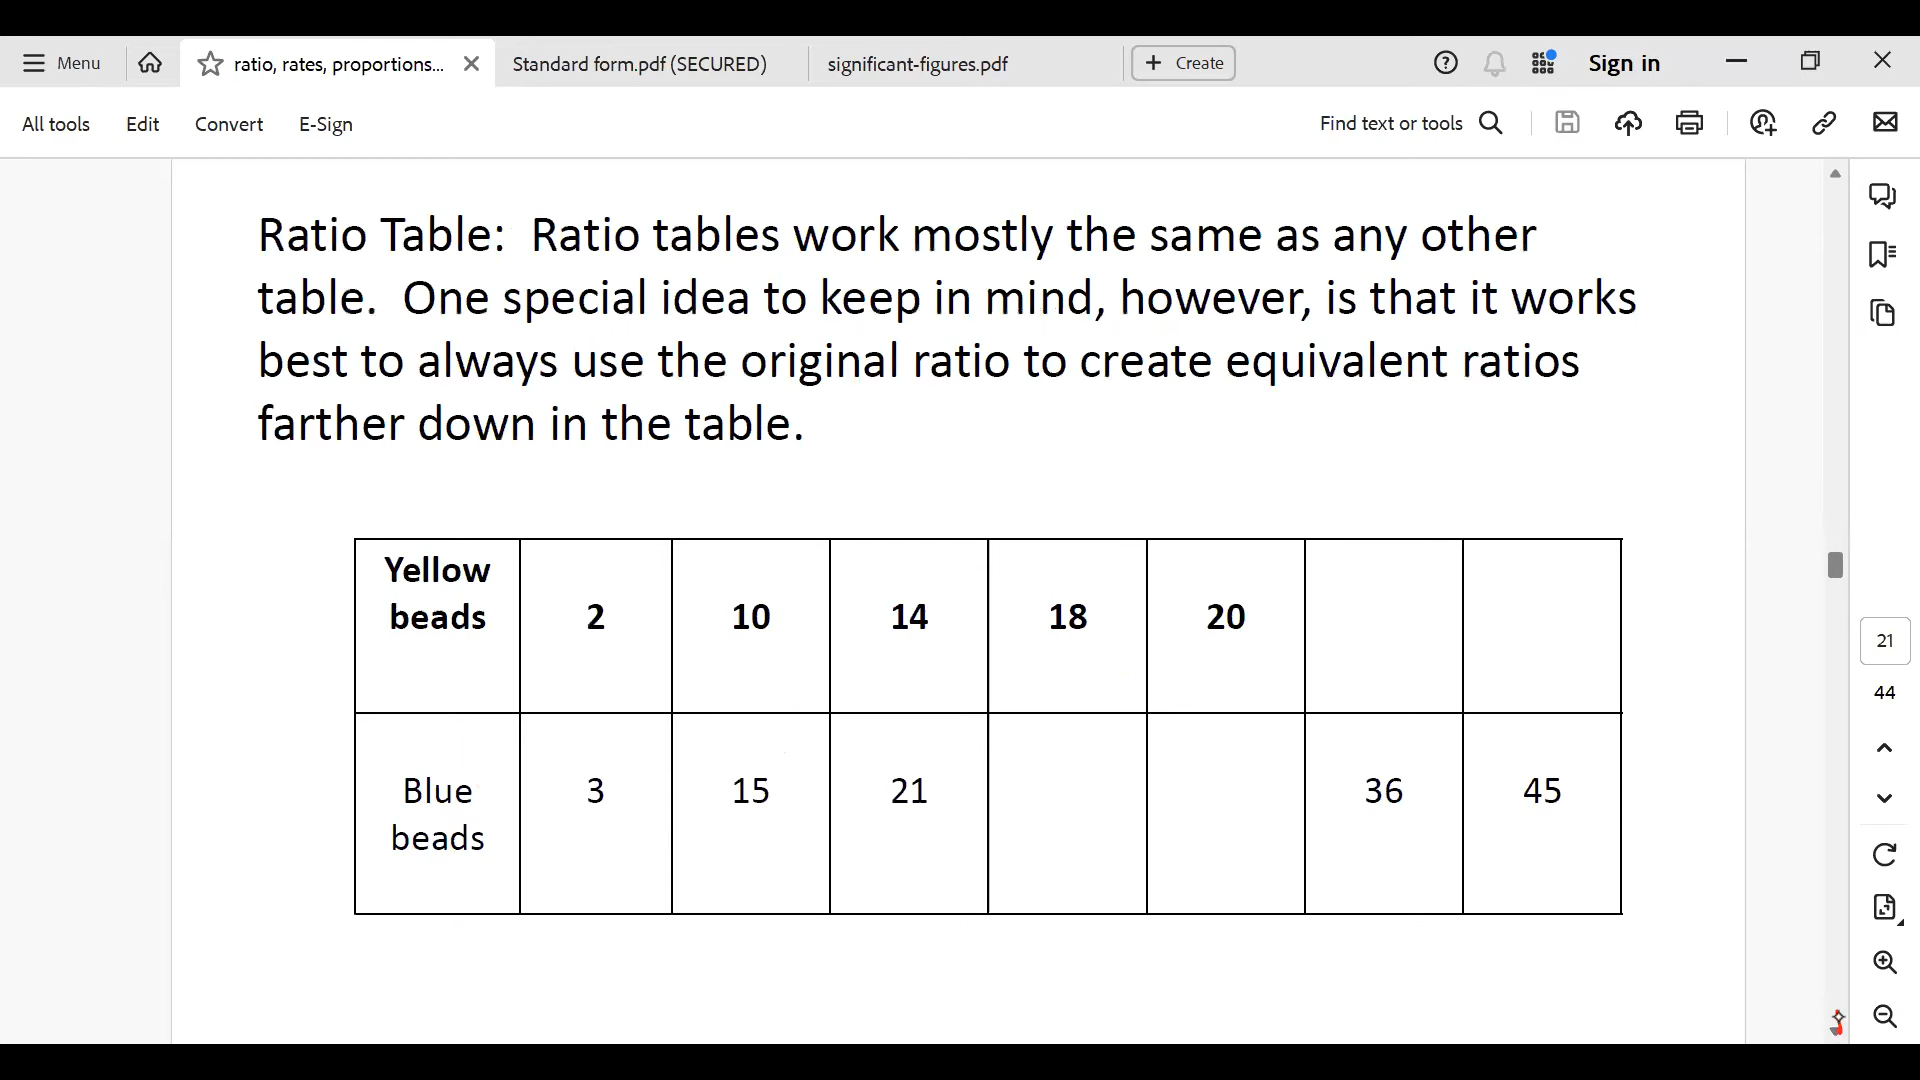 Menu
ratio, rates, proportions...
Standard form.pdf (SECURED)
significant-figures.pdf
+ Create
Sign in
All tools
Edit
Convert
E-Sign
Find text or tools
Ratio Table: Ratio tables work mostly the same as any other
table. One special idea to keep in mind, however, is that it works
best to always use the original ratio to create equivalent ratios
farther down in the table.
Yellow
beads
2
10
14
18
20
Blue
beads
3
15
21
36
45
21
44